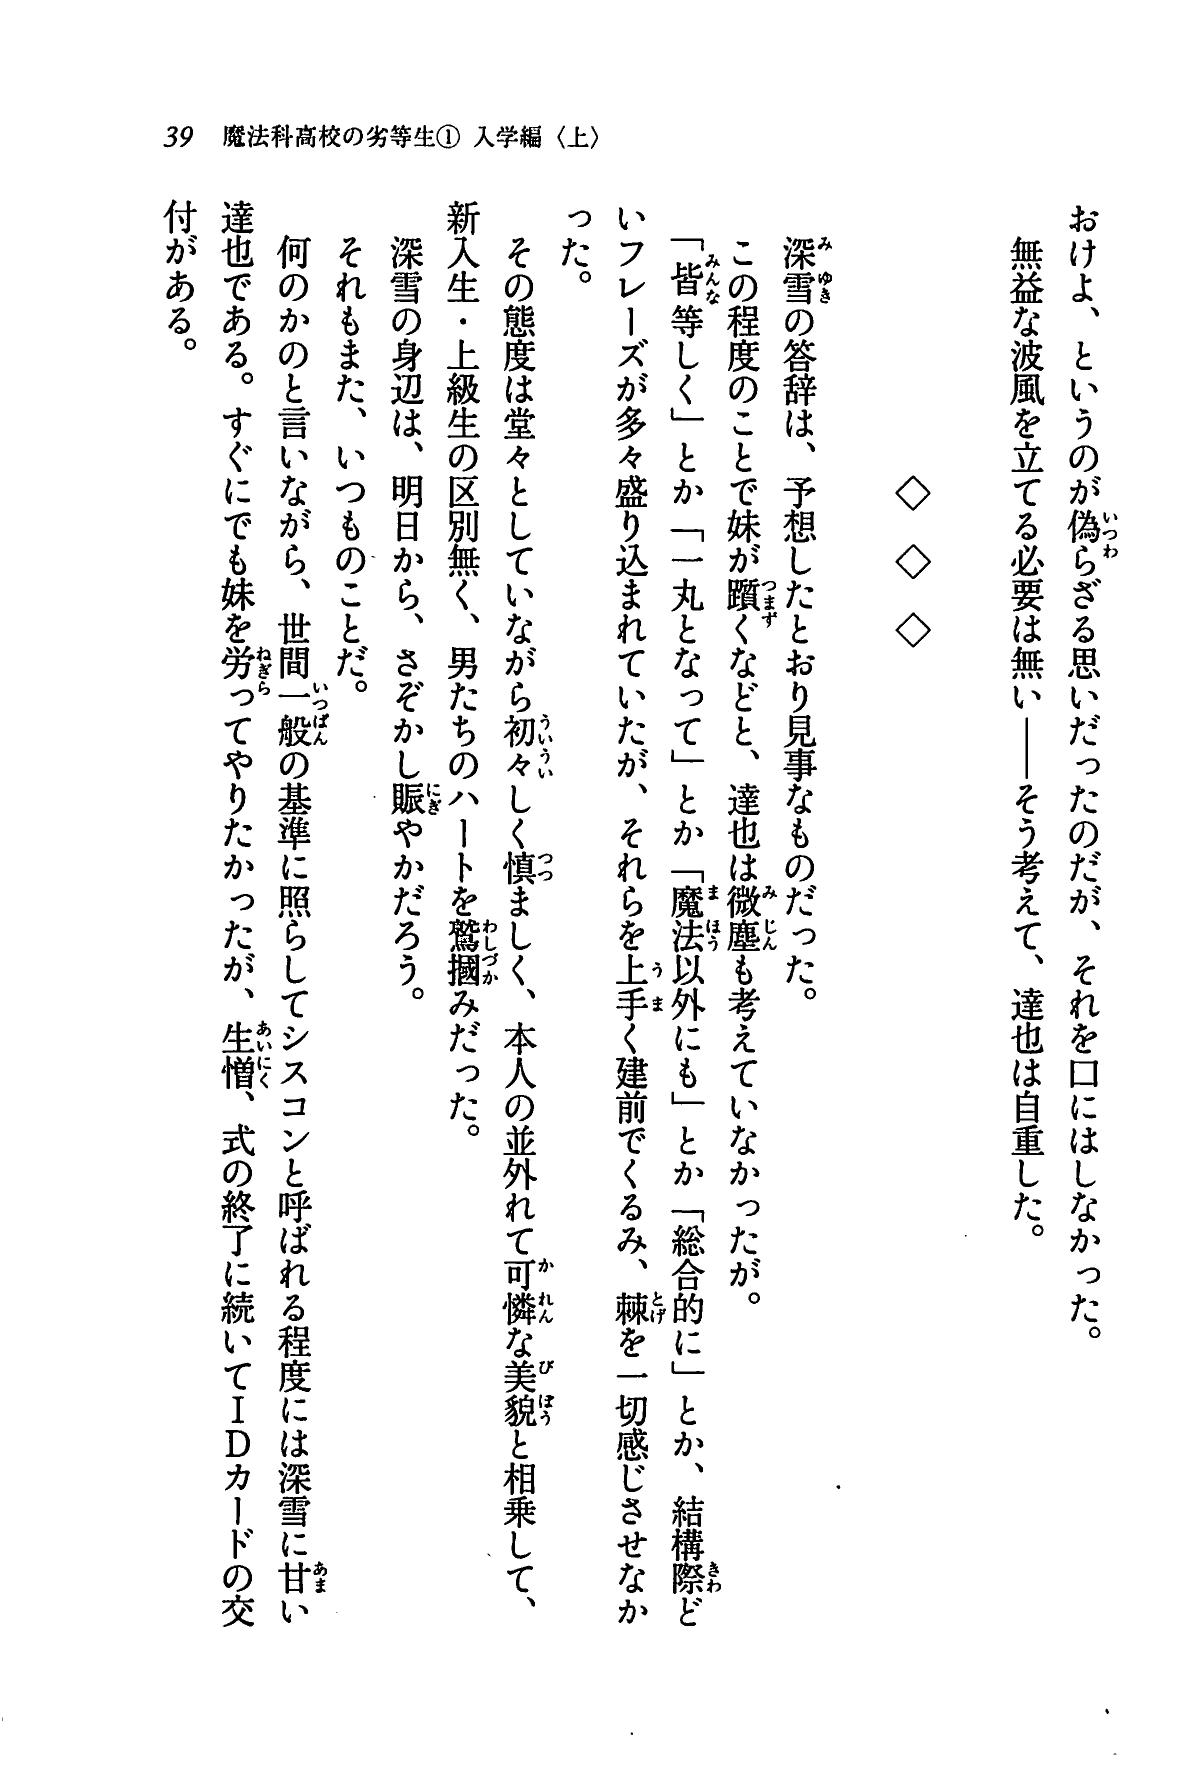 39 魔法科高校の劣等生① 入学編〈上〉
おけよ、というのが偽らざる思いだったのだが、それを口にはしなかった。
無益な波風を立てる必要は無い――そう考えて、達也は自重した。
◇ ◇ ◇
深雪の答辞は、予想したとおり見事なものだった。
この程度のことで妹が躓くなどと、達也は微塵も考えていなかったが。
「皆等しく」とか「一丸となって」とか「魔法以外にも」とか「総合的に」とか、結構際ど
いフレーズが多々盛り込まれていたが、それらを上手く建前でくるみ、棘を一切感じさせなか
った。
その態度は堂々としていながら初々しく慎ましく、本人の並外れて可憐な美貌と相乗して、
新入生・上級生の区別無く、男たちのハートを鷲摑みだった。
深雪の身辺は、明日から、さぞかし賑やかだろう。
それもまた、いつものことだ。
何のかのと言いながら、世間一般の基準に照らしてシスコンと呼ばれる程度には深雪に甘い
達也である。すぐにでも妹を労ってやりたかったが、生憎、式の終了に続いてＩＤカードの交
付がある。